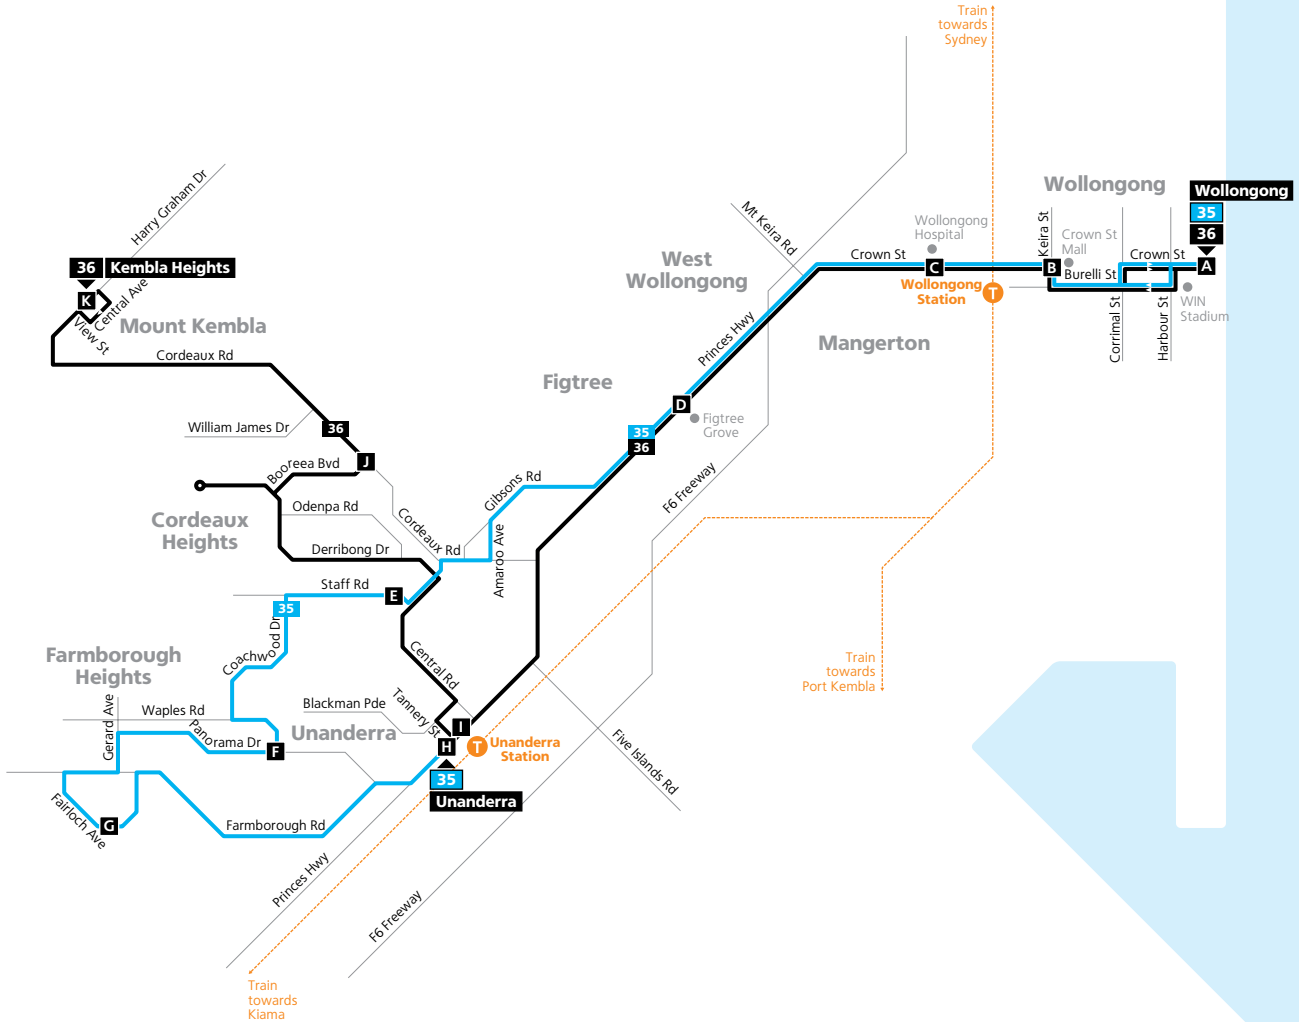 Train
towards
Sydney
Harry Graham Dr
Mt Keira Rd
Wollongong
Wollongong
35
36
Wollongong
Hospital
Keira St
Crown St
Mall
Crown St
Crown St
West
Wollongong
36 Kembla Heights
C
B
A
Burelli St
K
Central Ave
View St
Wollongong
Station
T
WIN
Stadium
Corrimal St
Harbour St
Mount Kembla
Princes Hwy
Mangerton
Cordeaux Rd
Figtree
D
Figtree
Grove
William James Dr
36
35
36
Booreea Bvd
J
Gibsons Rd
F6 Freeway
Odenpa Rd
Cordeaux Rd
Cordeaux
Heights
Derribong Dr
Amaroo Ave
Staff Rd
E
35
Coachwood Dr
Farmborough
Heights
Central Rd
Train
towards
Port Kembla
Gerard Ave
Waples Rd
Blackman Pde
Tannery St
Panorama Dr
Unanderra
I
F
H
T
Unanderra
Station
Five Islands Rd
35
Unanderra
Fairloch Ave
G
Farmborough Rd
Princes Hwy
F6 Freeway
Train
towards
Kiama